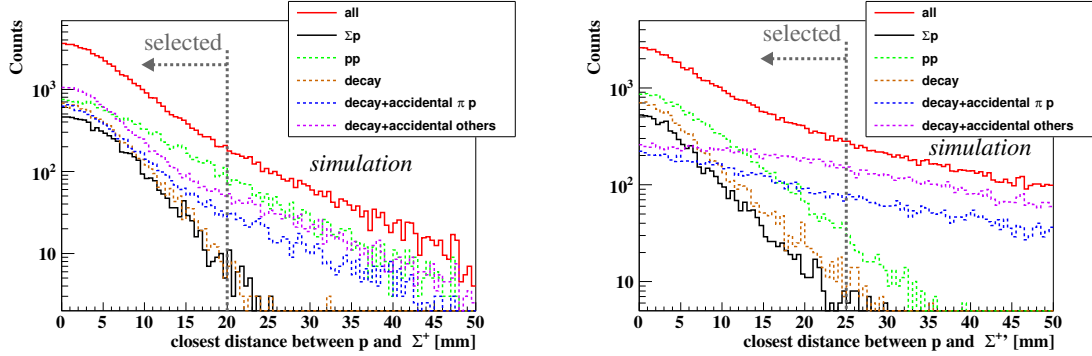 Counts
10³
10²
10
selected
all
Σp
pp
decay
decay+accidental π p
decay+accidental others
simulation
0 5 10 15 20 25 30 35 40 45 50
closest distance between p and Σ⁺ [mm]
Counts
10³
10²
10
selected
all
Σp
pp
decay
decay+accidental π p
decay+accidental others
simulation
0 5 10 15 20 25 30 35 40 45 50
closest distance between p and Σ⁺' [mm]